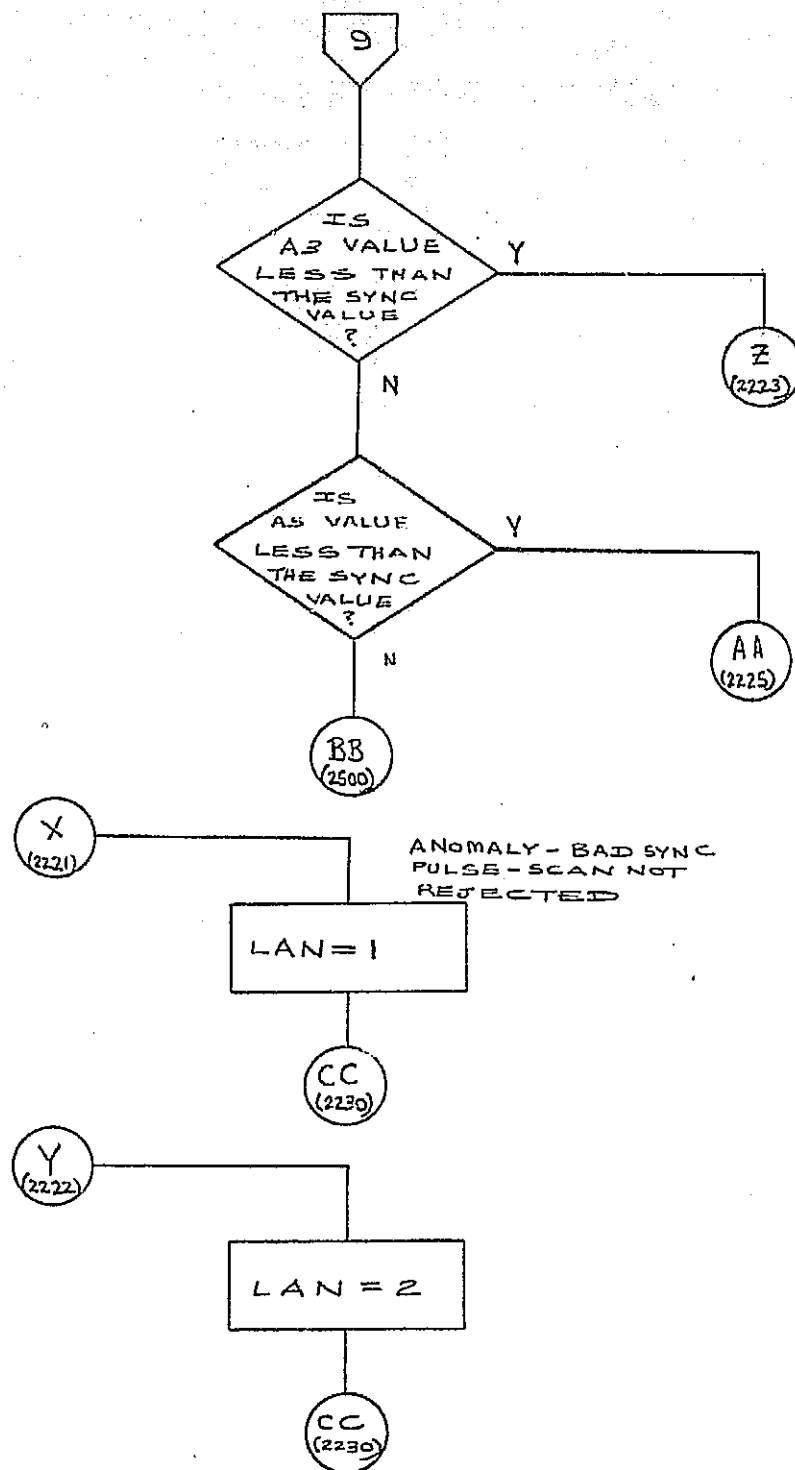 9
IS
A3 VALUE
LESS THAN
THE SYNC
VALUE
?
Y
Z
(2223)
N
IS
A5 VALUE
LESS THAN
THE SYNC
VALUE
?
Y
AA
(2225)
N
BB
(2500)
X
(2221)
ANOMALY - BAD SYNC
PULSE - SCAN NOT
REJECTED
LAN = 1
CC
(2230)
Y
(2222)
LAN = 2
CC
(2230)